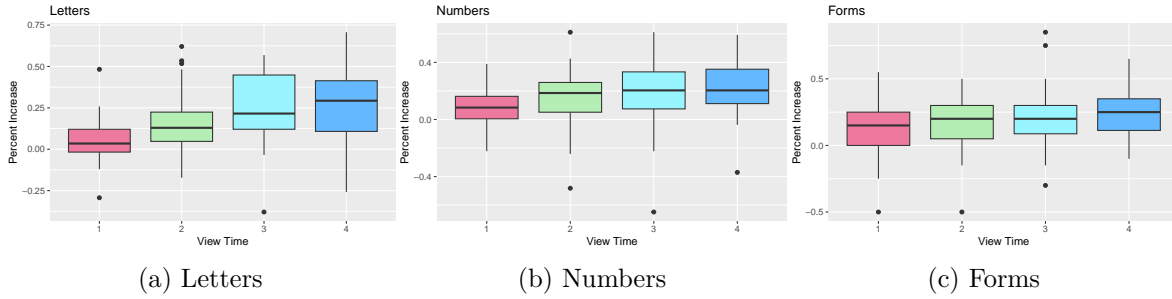 Letters
Percent Increase
0.75
0.50
0.25
0.00
−0.25
1 2 3 4
View Time
(a) Letters
Numbers
Percent Increase
0.4
0.0
−0.4
1 2 3 4
View Time
(b) Numbers
Forms
Percent Increase
0.5
0.0
−0.5
1 2 3 4
View Time
(c) Forms